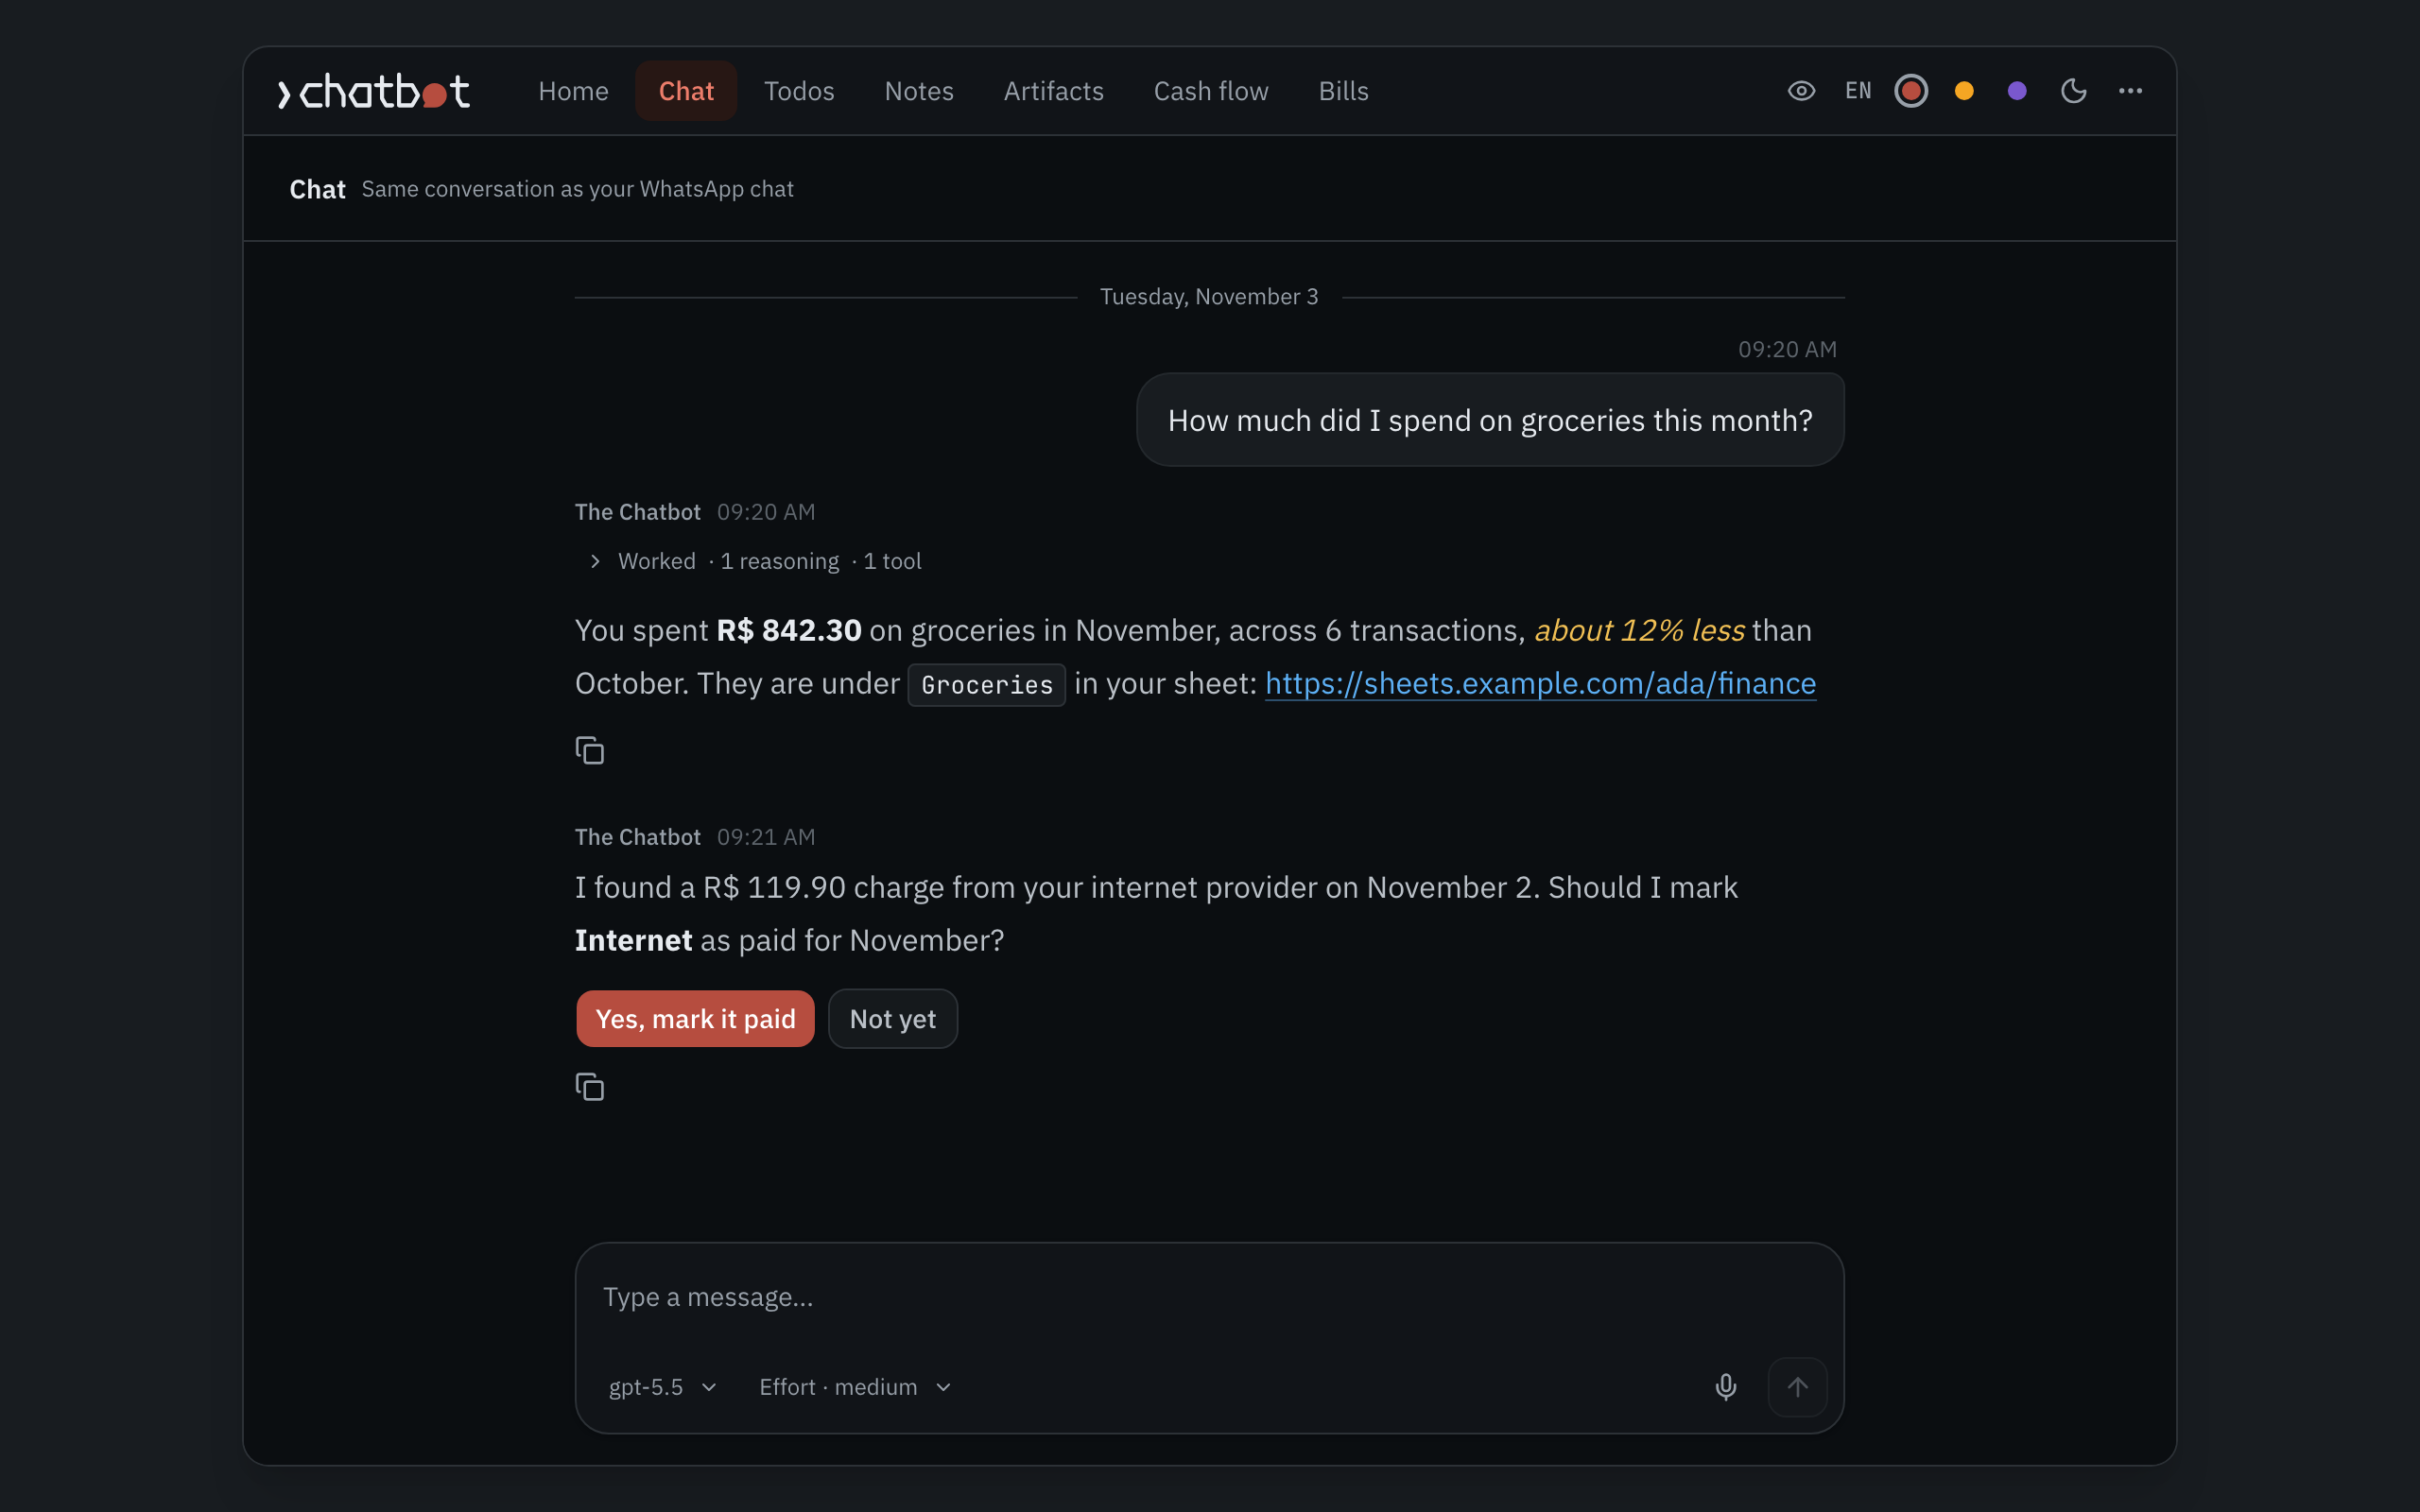 chatbot
Home Chat Todos Notes Artifacts Cash flow Bills EN
Chat Same conversation as your WhatsApp chat
Tuesday, November 3
09:20 AM
How much did I spend on groceries this month?
The Chatbot 09:20 AM
Worked · 1 reasoning · 1 tool
You spent R$ 842.30 on groceries in November, across 6 transactions, about 12% less than
October. They are under Groceries in your sheet: https://sheets.example.com/ada/finance
The Chatbot 09:21 AM
I found a R$ 119.90 charge from your internet provider on November 2. Should I mark
Internet as paid for November?
Yes, mark it paid Not yet
Type a message...
gpt-5.5 Effort · medium